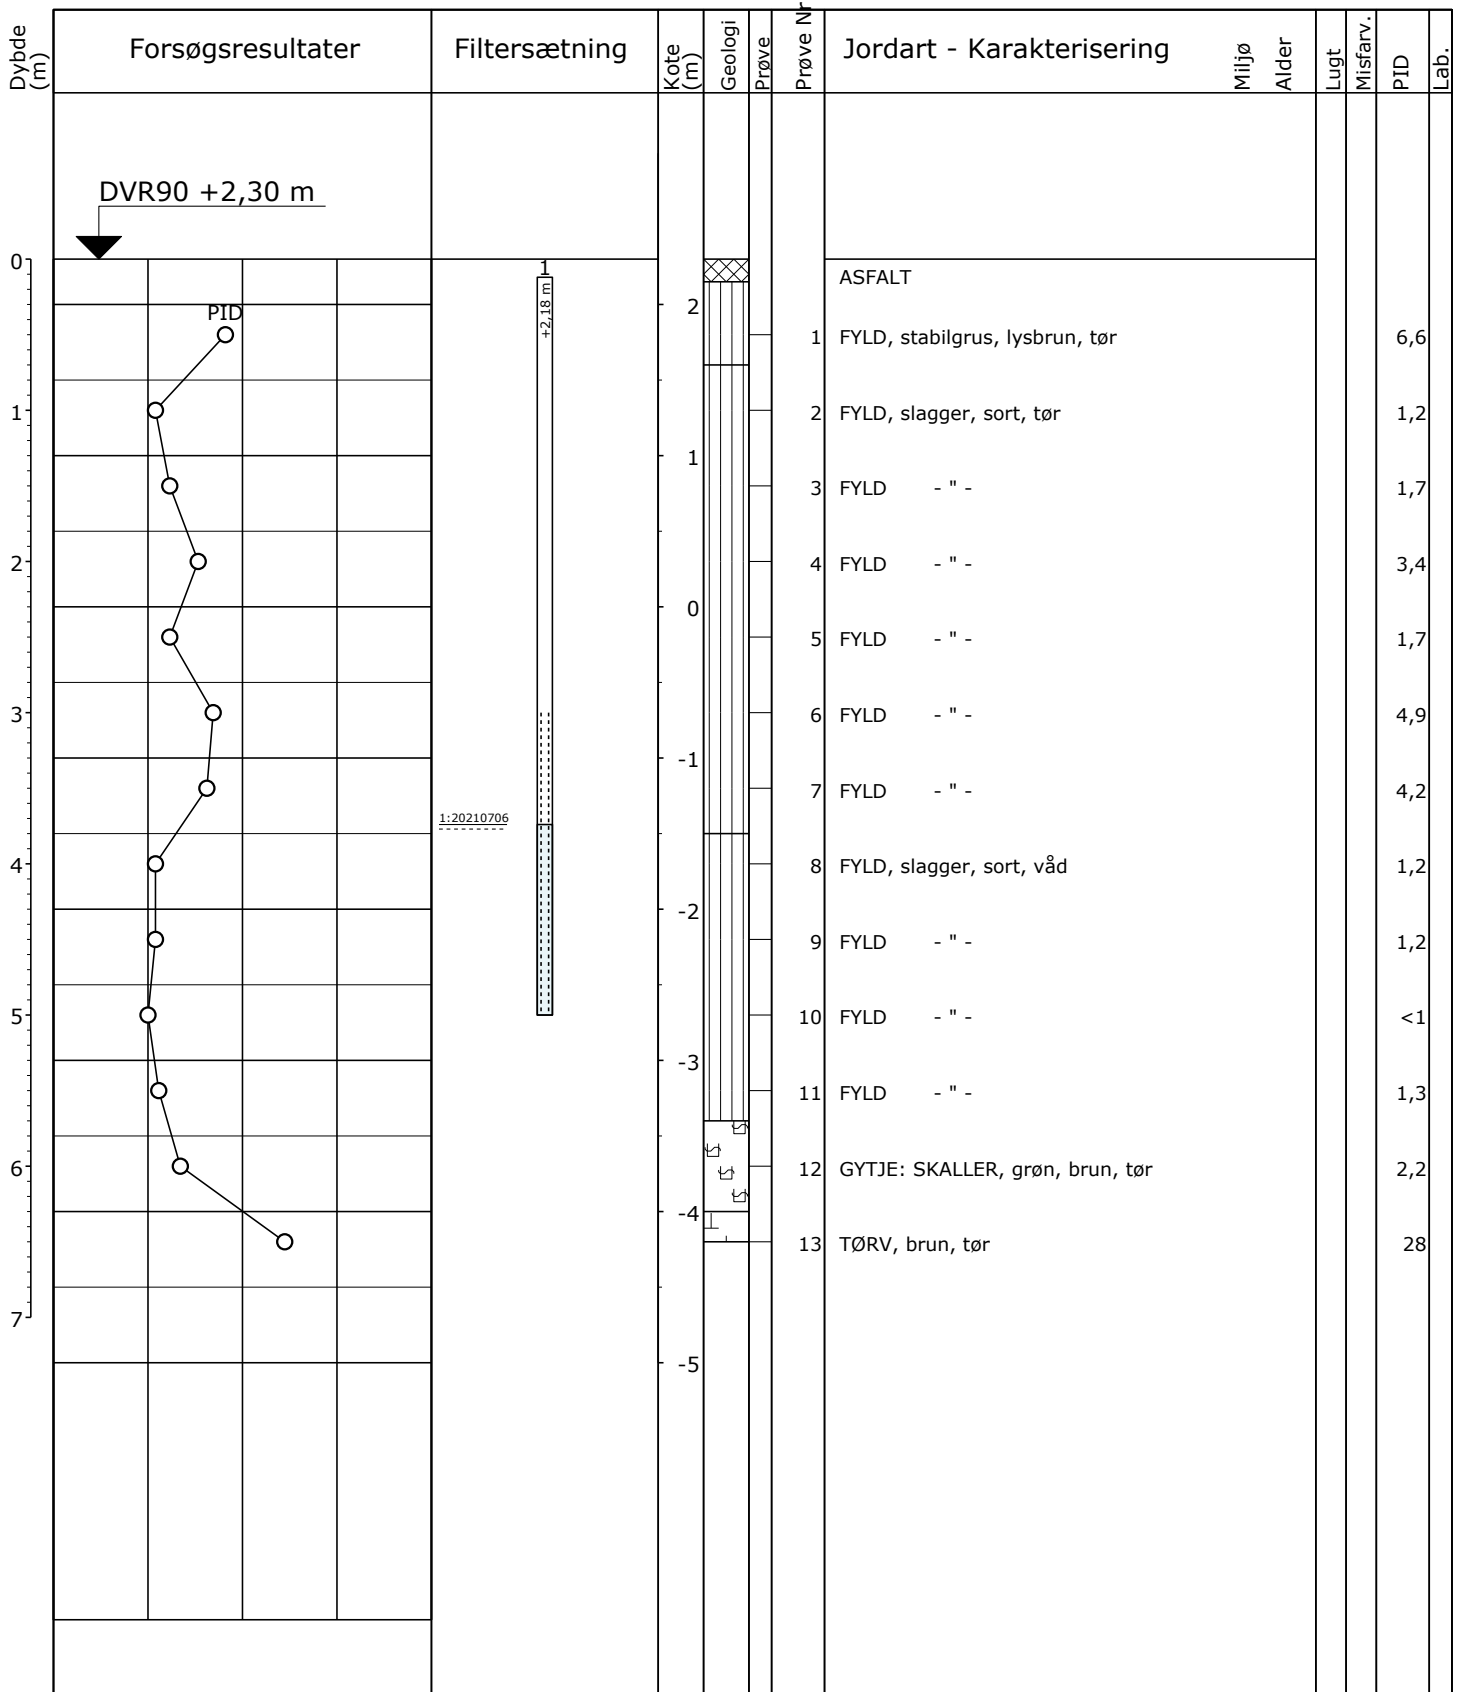 Dybde (m)
Forsøgsresultater
Filtersætning
Kote (m)
Geologi
Prøve
Prøve Nr
Jordart - Karakterisering
Miljø
Alder
Lugt
Misfarv.
PID
Lab.
DVR90 +2,30 m
0
1
2
3
4
5
6
7
PID
1
+2,18 m
1:20210706
2
1
0
-1
-2
-3
-4
-5
ASFALT
1 FYLD, stabilgrus, lysbrun, tør 6,6
2 FYLD, slagger, sort, tør 1,2
3 FYLD - " - 1,7
4 FYLD - " - 3,4
5 FYLD - " - 1,7
6 FYLD - " - 4,9
7 FYLD - " - 4,2
8 FYLD, slagger, sort, våd 1,2
9 FYLD - " - 1,2
10 FYLD - " - <1
11 FYLD - " - 1,3
12 GYTJE: SKALLER, grøn, brun, tør 2,2
13 TØRV, brun, tør 28